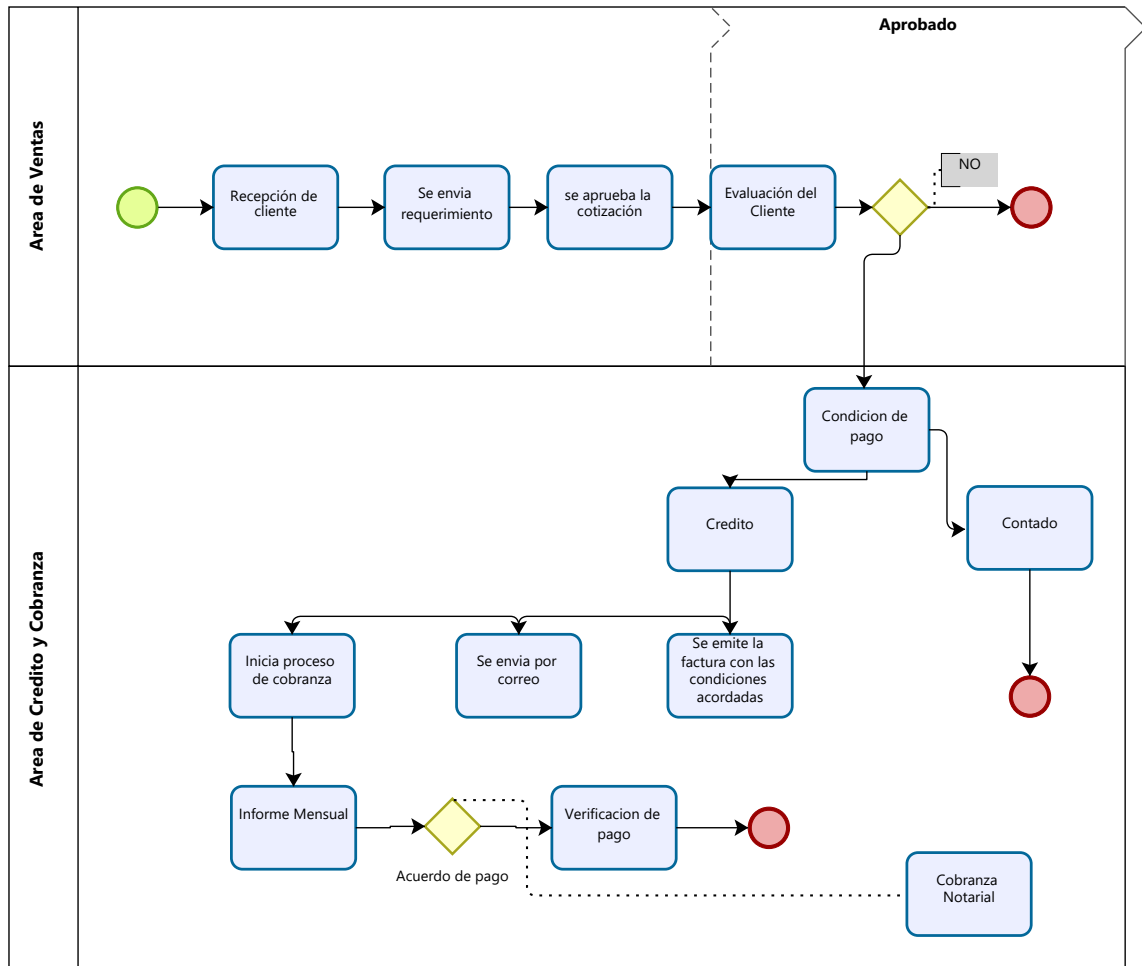 Aprobado
Area de Ventas
NO
Recepción de
cliente
Se envia
requerimiento
se aprueba la
cotización
Evaluación del
Cliente
Area de Credito y Cobranza
Condicion de
pago
Credito
Contado
Inicia proceso
de cobranza
Se envia por
correo
Se emite la
factura con las
condiciones
acordadas
Informe Mensual
Acuerdo de pago
Verificacion de
pago
Cobranza
Notarial